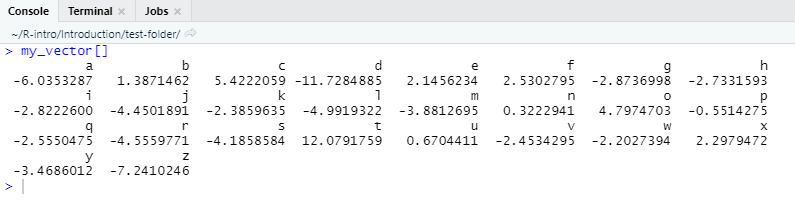 Console Terminal × Jobs ×
~/R-intro/Introduction/test-folder/
> my_vector[]
a b c d e f g h
-6.0353287 1.3871462 5.4222059 -11.7284885 2.1456234 2.5302795 -2.8736998 -2.7331593
i j k l m n o p
-2.8222600 -4.4501891 -2.3859635 -4.9919322 -3.8812695 0.3222941 4.7974703 -0.5514275
q r s t u v w x
-2.5550475 -4.5559771 -4.1858584 12.0791759 0.6704411 -2.4534295 -2.2027394 2.2979472
y z
-3.4686012 -7.2410246
>